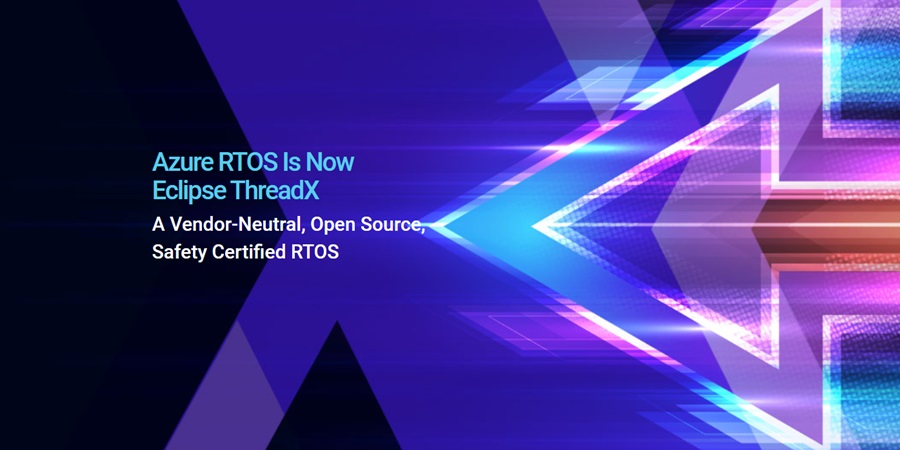 Azure RTOS Is Now
Eclipse ThreadX
A Vendor-Neutral, Open Source,
Safety Certified RTOS